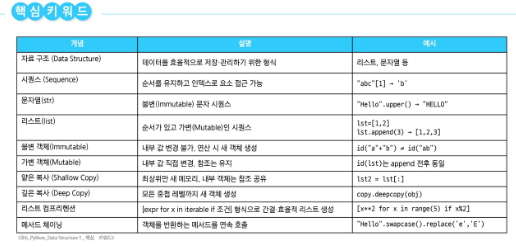 핵심 키워드
개념 설명 예시
자료 구조 (Data Structure) 데이터를 효율적으로 저장·관리하기 위한 형식 리스트, 문자열 등
시퀀스 (Sequence) 순서를 유지하고 인덱스로 요소 접근 가능 "abc"[1] → 'b'
문자열(str) 불변(Immutable) 문자 시퀀스 "Hello".upper() → "HELLO"
리스트(list) 순서가 있고 가변(Mutable)인 시퀀스 lst=[1,2]
lst.append(3) → [1,2,3]
불변 객체(Immutable) 내부 값 변경 불가, 연산 시 새 객체 생성 id("a"+"b") ≠ id("ab")
가변 객체(Mutable) 내부 값 직접 변경, 참조는 유지 id(lst)는 append 전후 동일
얕은 복사 (Shallow Copy) 최상위만 새 메모리, 내부 객체는 참조 공유 lst2 = lst[:]
깊은 복사 (Deep Copy) 모든 중첩 레벨까지 새 객체 생성 copy.deepcopy(obj)
리스트 컴프리헨션 [expr for x in iterable if 조건] 형식으로 간결·효율적 리스트 생성 [x**2 for x in range(5) if x%2]
메서드 체이닝 객체를 반환하는 메서드를 연속 호출 "Hello".swapcase().replace('e','E')
Python_Data Structure 1 _ 핵심 키워드>